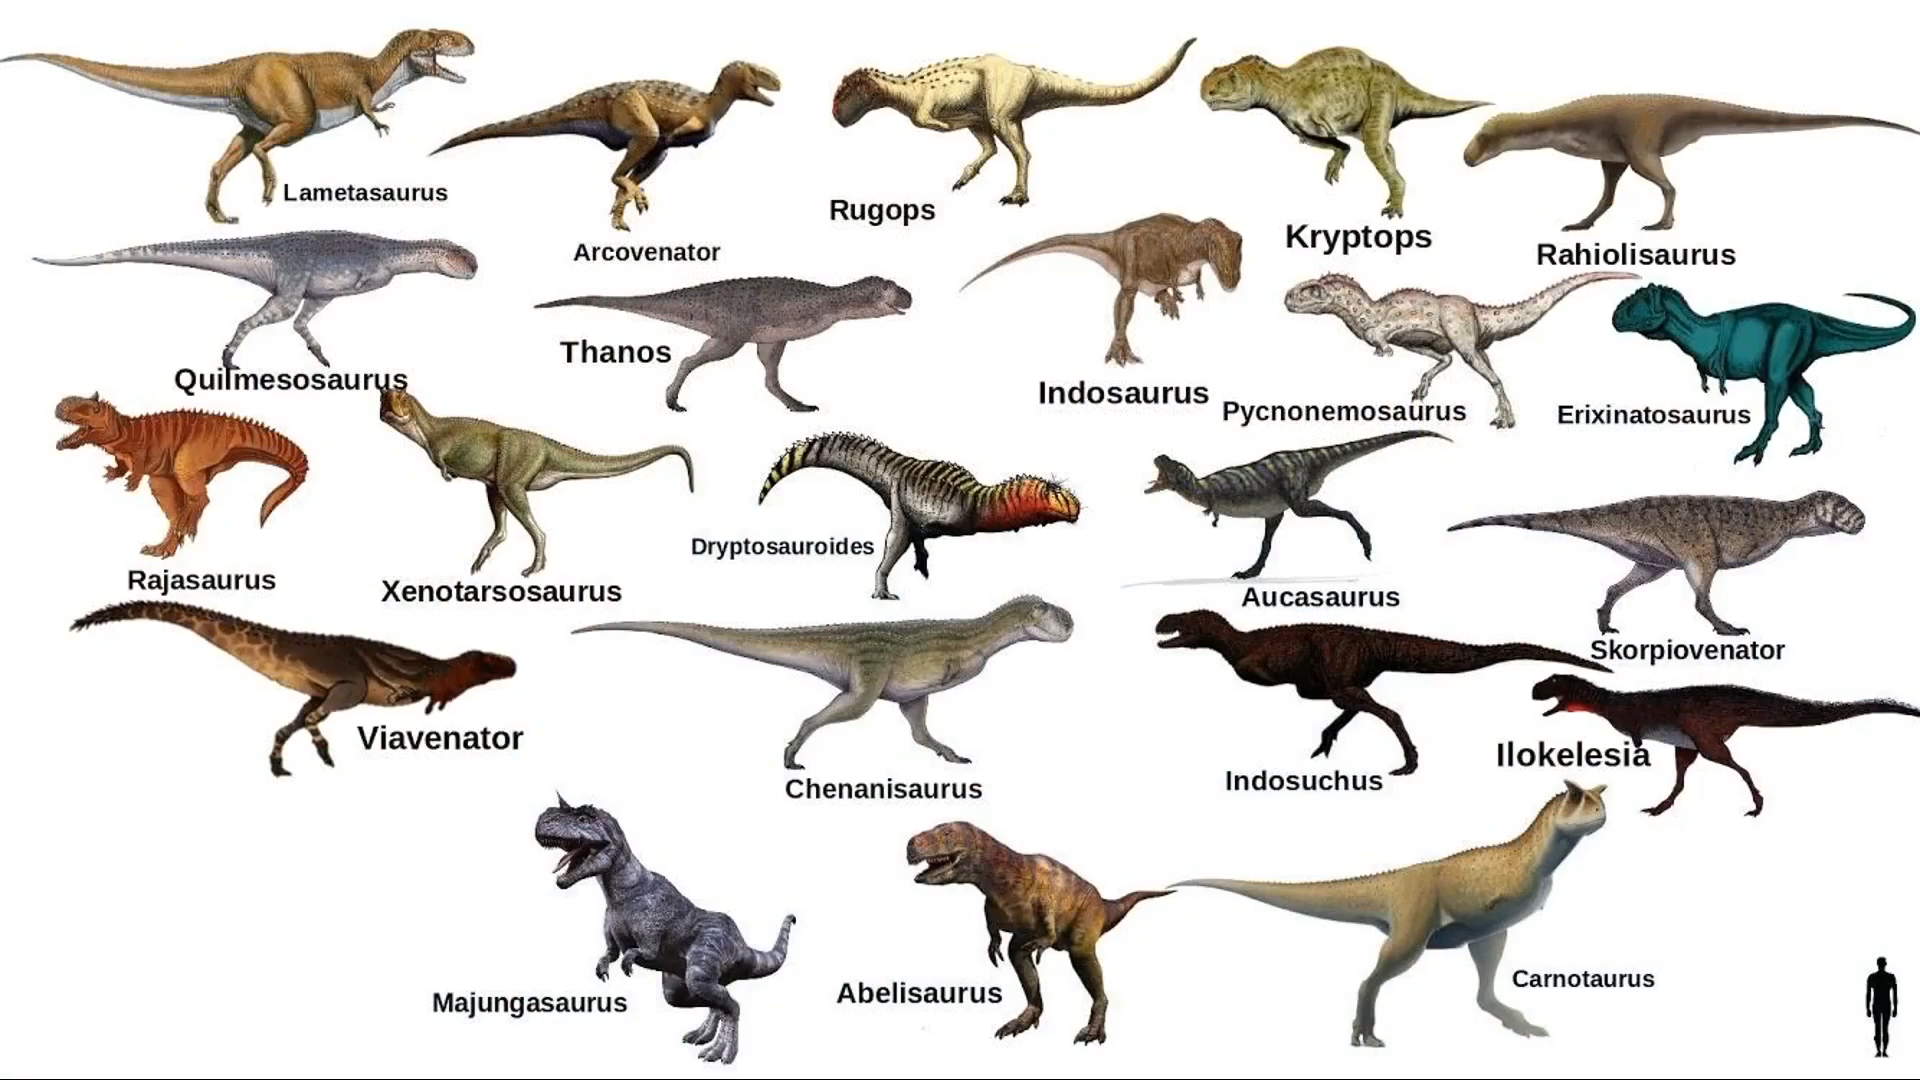 Lametasaurus
Arcovenator
Rugops
Kryptops
Rahiolisaurus
Quilmesosaurus
Thanos
Indosaurus
Pycnonemosaurus
Erixinatosaurus
Rajasaurus
Xenotarsosaurus
Dryptosauroides
Aucasaurus
Skorpiovenator
Viavenator
Chenanisaurus
Indosuchus
Ilokelesia
Majungasaurus
Abelisaurus
Carnotaurus